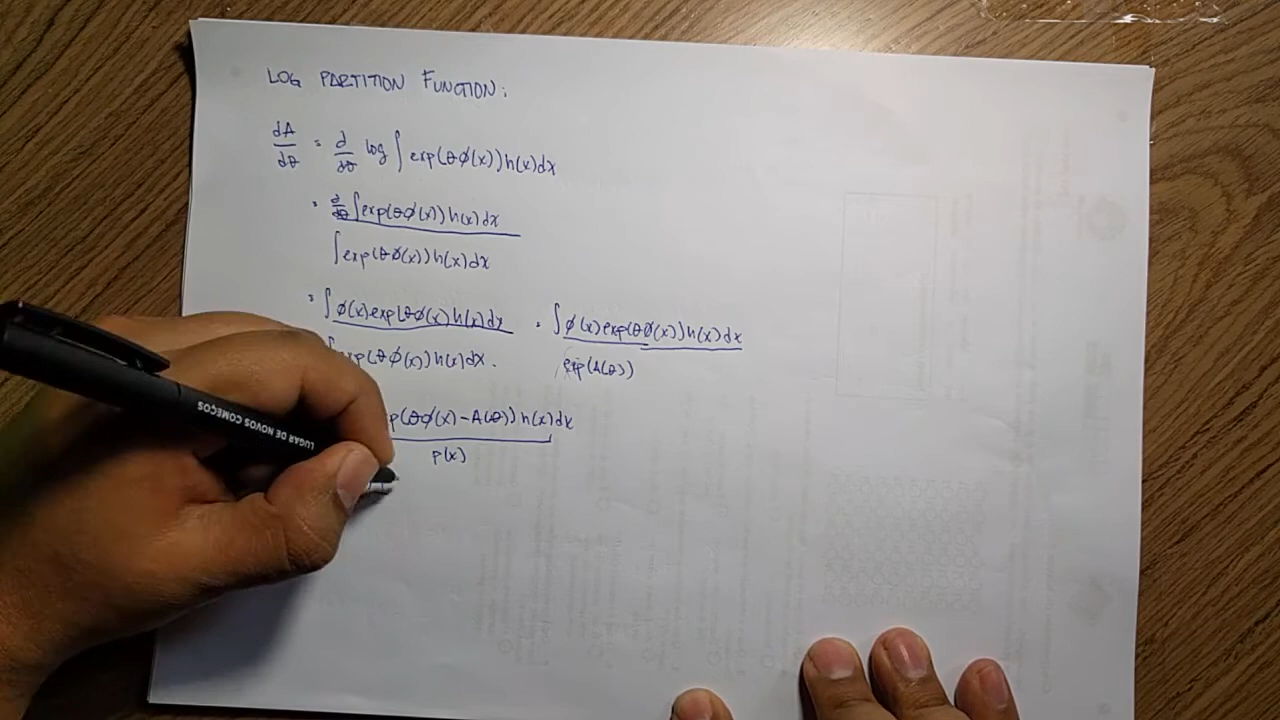 LOG PARTITION FUNCTION:
dA/dθ = d/dθ log ∫ exp(θϕ(x))h(x)dx
= d/dθ ∫exp(θϕ(x))h(x)dx
∫exp(θϕ(x))h(x)dx
= ∫ϕ(x)exp(θϕ(x)h(x)dx = ∫ϕ(x)exp(θϕ(x))h(x)dx
exp(θϕ(x))h(x)dx. exp(A(θ))
p(θϕ(x)-A(θ))h(x)dx
p(x)
LUGAR DE NOVOS COMEÇOS